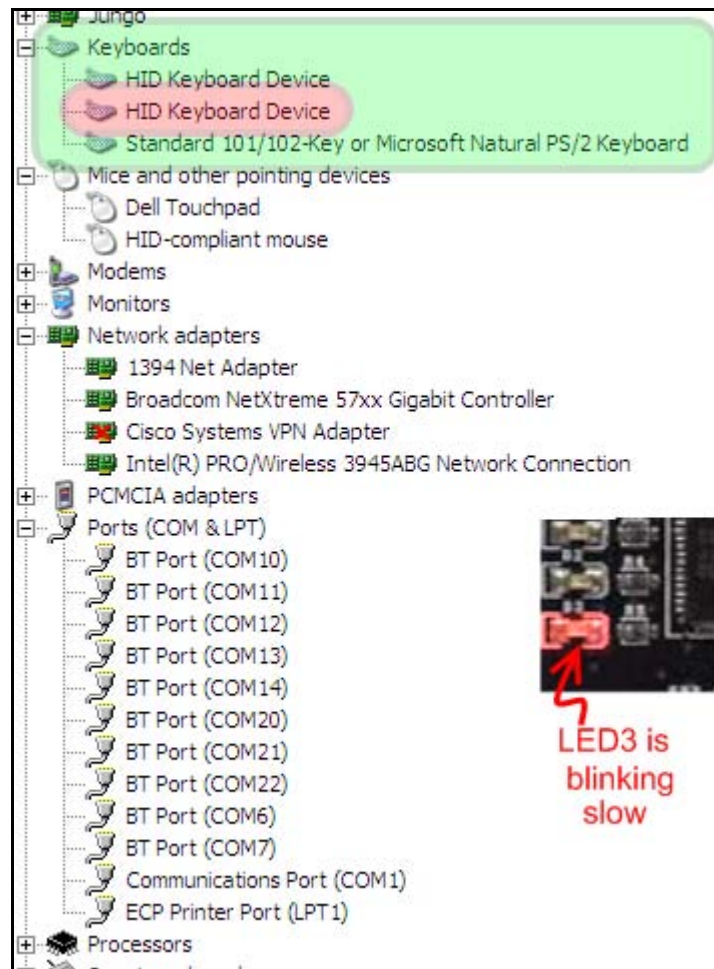 Jungo
Keyboards
HID Keyboard Device
HID Keyboard Device
Standard 101/102-Key or Microsoft Natural PS/2 Keyboard
Mice and other pointing devices
Dell Touchpad
HID-compliant mouse
Modems
Monitors
Network adapters
1394 Net Adapter
Broadcom NetXtreme 57xx Gigabit Controller
Cisco Systems VPN Adapter
Intel(R) PRO/Wireless 3945ABG Network Connection
PCMCIA adapters
Ports (COM & LPT)
BT Port (COM10)
BT Port (COM11)
BT Port (COM12)
BT Port (COM13)
BT Port (COM14)
BT Port (COM20)
BT Port (COM21)
BT Port (COM22)
BT Port (COM6)
BT Port (COM7)
Communications Port (COM1)
ECP Printer Port (LPT1)
Processors
LED3 is
blinking
slow